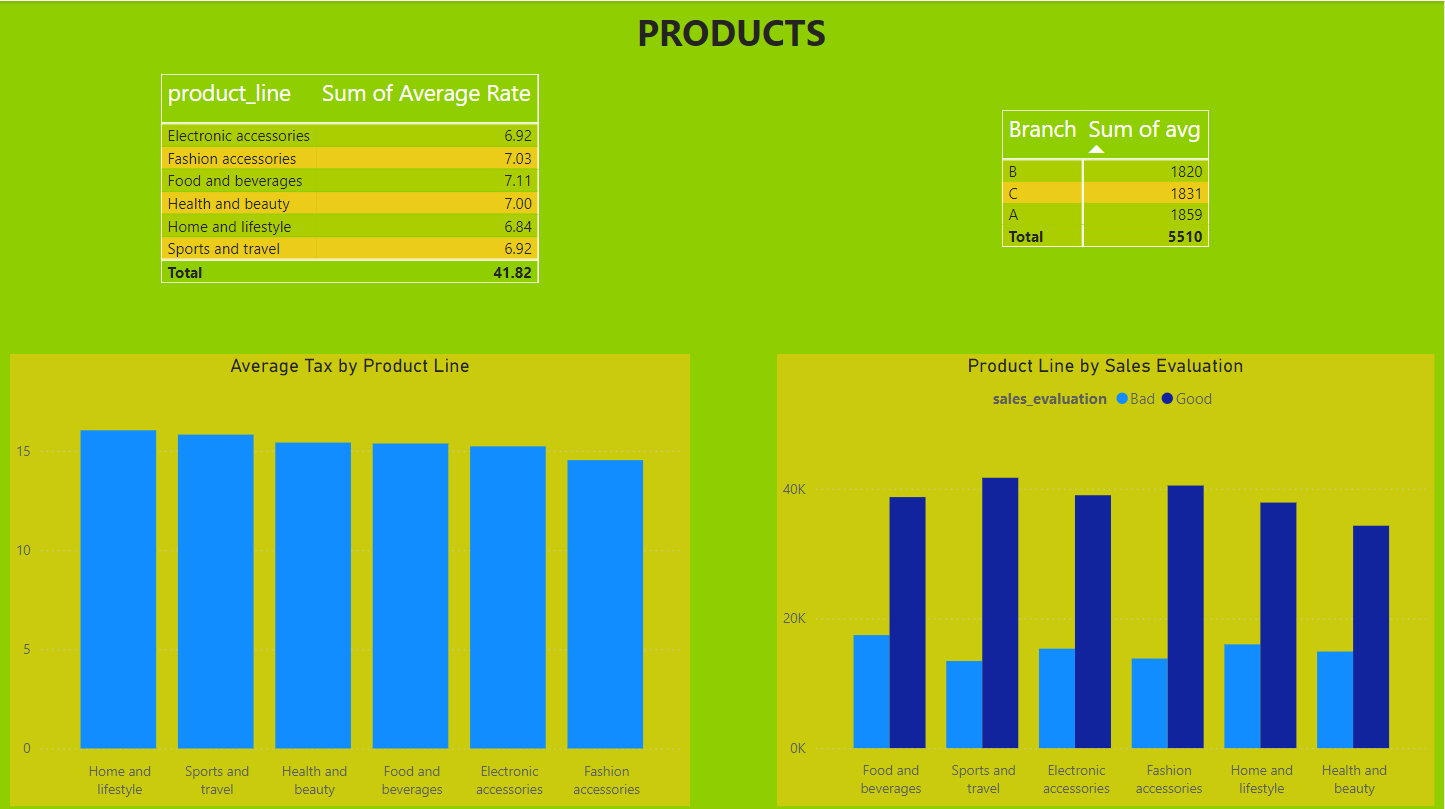 PRODUCTS
product_line Sum of Average Rate
Electronic accessories 6.92
Fashion accessories 7.03
Food and beverages 7.11
Health and beauty 7.00
Home and lifestyle 6.84
Sports and travel 6.92
Total 41.82
Branch Sum of avg
B 1820
C 1831
A 1859
Total 5510
Average Tax by Product Line
15
10
5
0
Home and lifestyle
Sports and travel
Health and beauty
Food and beverages
Electronic accessories
Fashion accessories
Product Line by Sales Evaluation
sales_evaluation Bad Good
40K
20K
0K
Food and beverages
Sports and travel
Electronic accessories
Fashion accessories
Home and lifestyle
Health and beauty